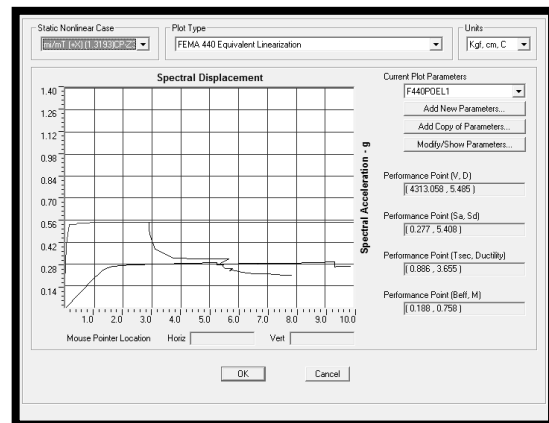 Static Nonlinear Case
Plot Type
Units
FEMA 440 Equivalent Linearization
Kgf, cm, C
Spectral Displacement
Current Plot Parameters
F440POEL1
Add New Parameters...
Add Copy of Parameters...
Modify/Show Parameters...
1.40
1.26
1.12
0.98
0.84
0.70
0.56
0.42
0.28
0.14
Spectral Acceleration - g
Performance Point (V, D)
( 4313.058 , 5.485 )
Performance Point (Sa, Sd)
( 0.277 , 5.408 )
Performance Point (Tsec, Ductility)
( 0.886 , 3.655 )
Performance Point (Beff, M)
( 0.188 , 0.758 )
1.0 2.0 3.0 4.0 5.0 6.0 7.0 8.0 9.0 10.0
Mouse Pointer Location Horiz Vert
OK Cancel